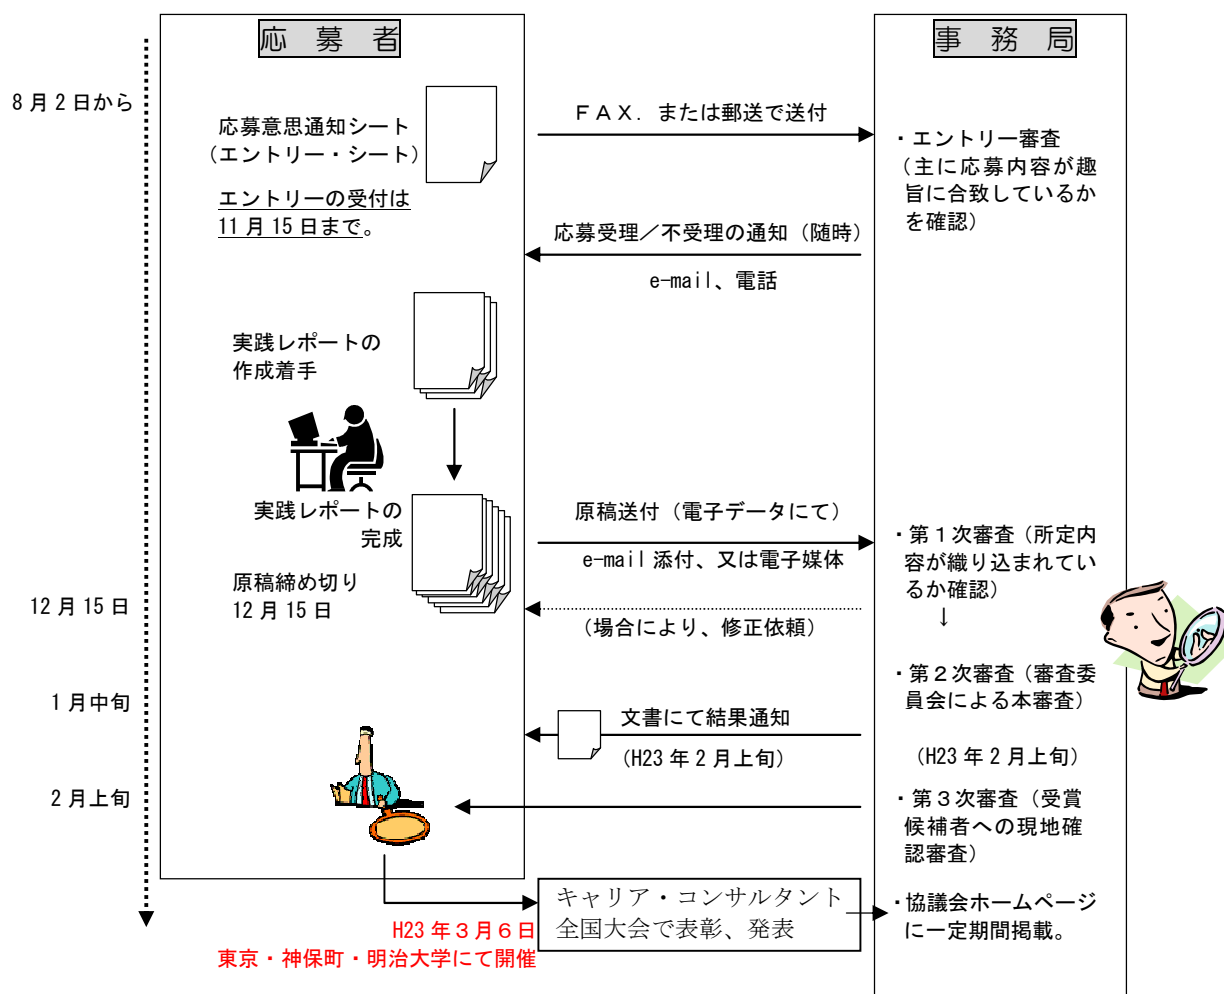 応 募 者
事 務 局
8月2日から
応募意思通知シート
（エントリー・シート）
エントリーの受付は
11月15日まで。
ＦＡＸ．または郵送で送付
・エントリー審査
（主に応募内容が趣
旨に合致しているか
を確認）
応募受理／不受理の通知（随時）
e-mail、電話
実践レポートの
作成着手
実践レポートの
完成
原稿締め切り
12月15日
12月15日
原稿送付（電子データにて）
e-mail添付、又は電子媒体
（場合により、修正依頼）
・第１次審査（所定内
容が織り込まれてい
るか確認）
↓
・第２次審査（審査委
員会による本審査）
1月中旬
文書にて結果通知
（H23年2月上旬）
（H23年2月上旬）
2月上旬
・第３次審査（受賞
候補者への現地確
認審査）
キャリア・コンサルタント
全国大会で表彰、発表
・協議会ホームページ
に一定期間掲載。
H23年３月６日
東京・神保町・明治大学にて開催